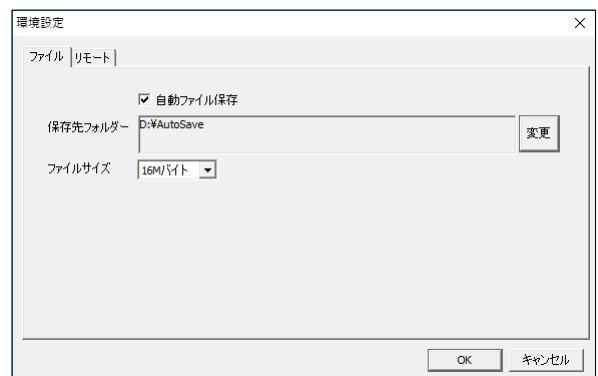 環境設定
ファイル リモート
自動ファイル保存
保存先フォルダー D:¥AutoSave 変更
ファイルサイズ 16Mバイト
OK キャンセル